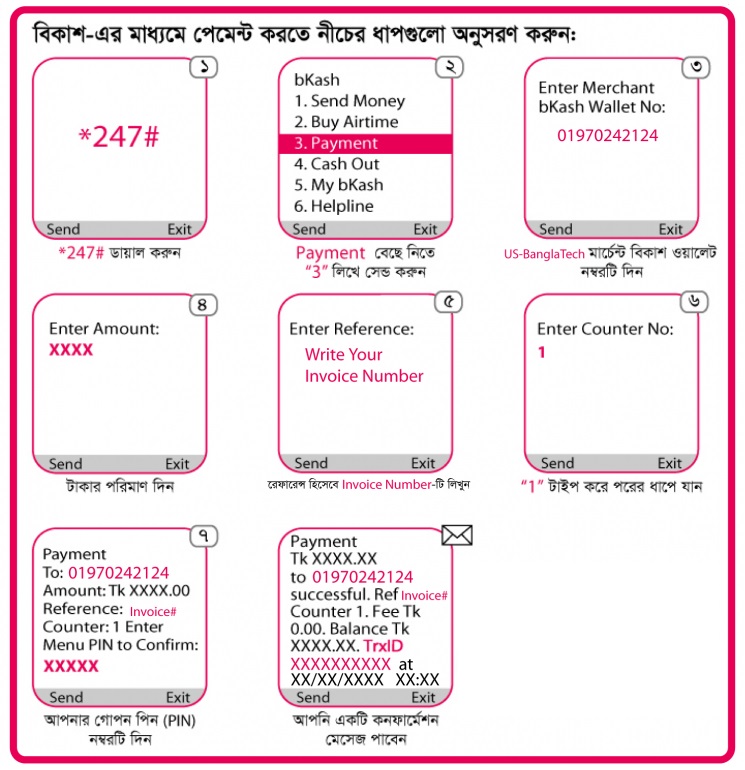 বিকাশ-এর মাধ্যমে পেমেন্ট করতে নীচের ধাপগুলো অনুসরণ করুন:
১
*247#
Send Exit
*247# ডায়াল করুন
২
bKash
1. Send Money
2. Buy Airtime
3. Payment
4. Cash Out
5. My bKash
6. Helpline
Send Exit
Payment বেছে নিতে
“3” লিখে সেন্ড করুন
৩
Enter Merchant
bKash Wallet No:
01970242124
Send Exit
US-BanglaTech মার্চেন্ট বিকাশ ওয়ালেট
নম্বরটি দিন
৪
Enter Amount:
XXXX
Send Exit
টাকার পরিমাণ দিন
৫
Enter Reference:
Write Your
Invoice Number
Send Exit
রেফারেন্স হিসেবে Invoice Number-টি লিখুন
৬
Enter Counter No:
1
Send Exit
“1” টাইপ করে পরের ধাপে যান
৭
Payment
To: 01970242124
Amount: Tk XXXX.00
Reference: Invoice#
Counter: 1 Enter
Menu PIN to Confirm:
XXXXX
Send Exit
আপনার গোপন পিন (PIN)
নম্বরটি দিন
Payment
Tk XXXX.XX
to 01970242124
successful. Ref Invoice#
Counter 1. Fee Tk
0.00. Balance Tk
XXXX.XX. TrxID
XXXXXXXXXX at
XX/XX/XXXX XX:XX
Send Exit
আপনি একটি কনফার্মেশন
মেসেজ পাবেন